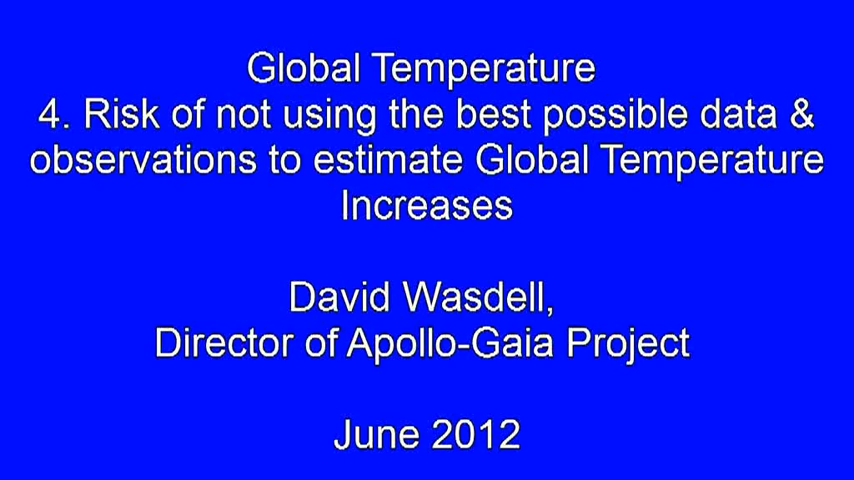 Global Temperature
4. Risk of not using the best possible data &
observations to estimate Global Temperature
Increases
David Wasdell,
Director of Apollo-Gaia Project
June 2012